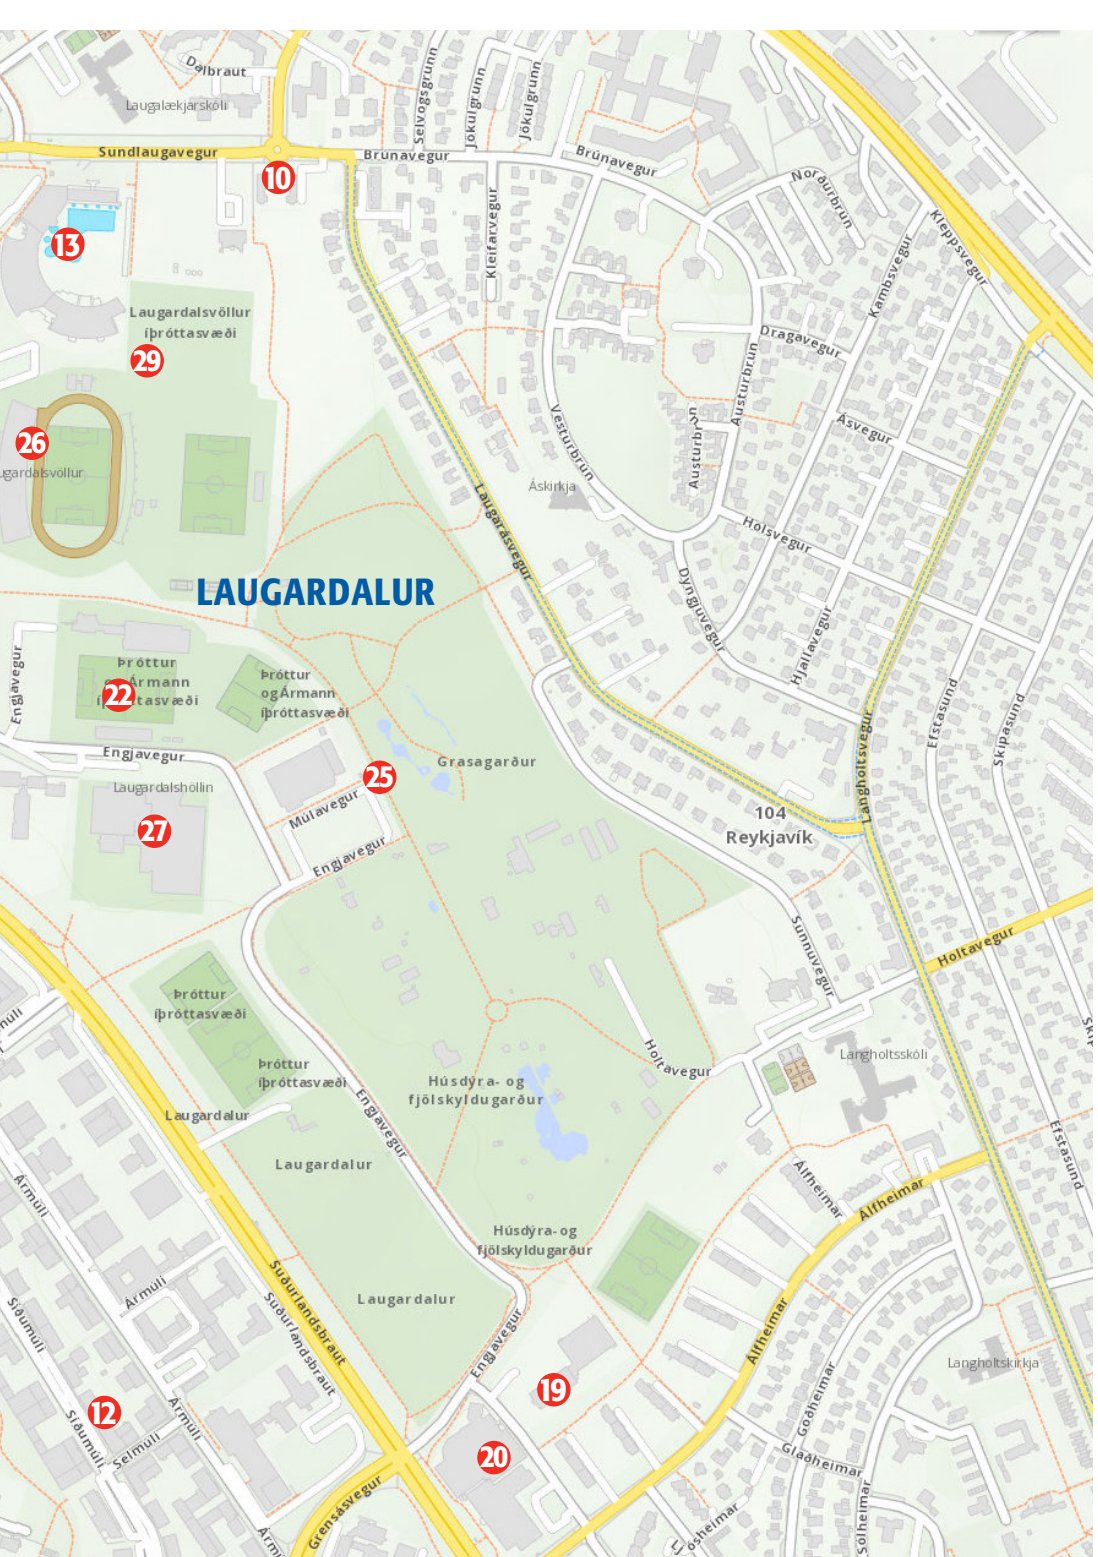 Dalbraut
Selvogsgrunn
Jökulgrunn
Jökulgrunn
Laugalækjarskóli
Sundlaugavegur
Brúnavegur
Brúnavegur
10
Norðurbrún
Kleppsvegur
Kleifarvegur
Kambsvegur
13
Laugardalsvöllur
íþróttasvæði
29
Dragavegur
Austurbrún
Vesturbrún
Austurbrún
Ásvegur
26
ugardalsvöllur
Áskirkja
Laugarásvegur
Holsvegur
LAUGARDALUR
Dyngjuvegur
Hjallavegur
Engjavegur
Þróttur
og Ármann
íþróttasvæði
22
Þróttur
og Ármann
íþróttasvæði
Efstasund
Skipasund
Langholtsvegur
Engjavegur
Grasagarður
25
Laugardalshöllin
Múlavegur
27
104
Reykjavík
Engjavegur
Sunnuvegur
Holtavegur
Þróttur
íþróttasvæði
Holtavegur
Langholtsskóli
Þróttur
íþróttasvæði
Húsdýra- og
fjölskyldugarður
Laugardalur
Engjavegur
Efstasund
Laugardalur
Ármúli
Álfheimar
Álfheimar
Húsdýra- og
fjölskyldugarður
Suðurlandsbraut
Suðurlandsbraut
Laugardalur
Ármúli
Síðumúli
Engjavegur
Álfheimar
Langholtskirkja
19
Goðheimar
12
Ármúli
Síðumúli
Selmúli
20
Glaðheimar
Grensásvegur
Ljósheimar
Sólheimar
Ármú